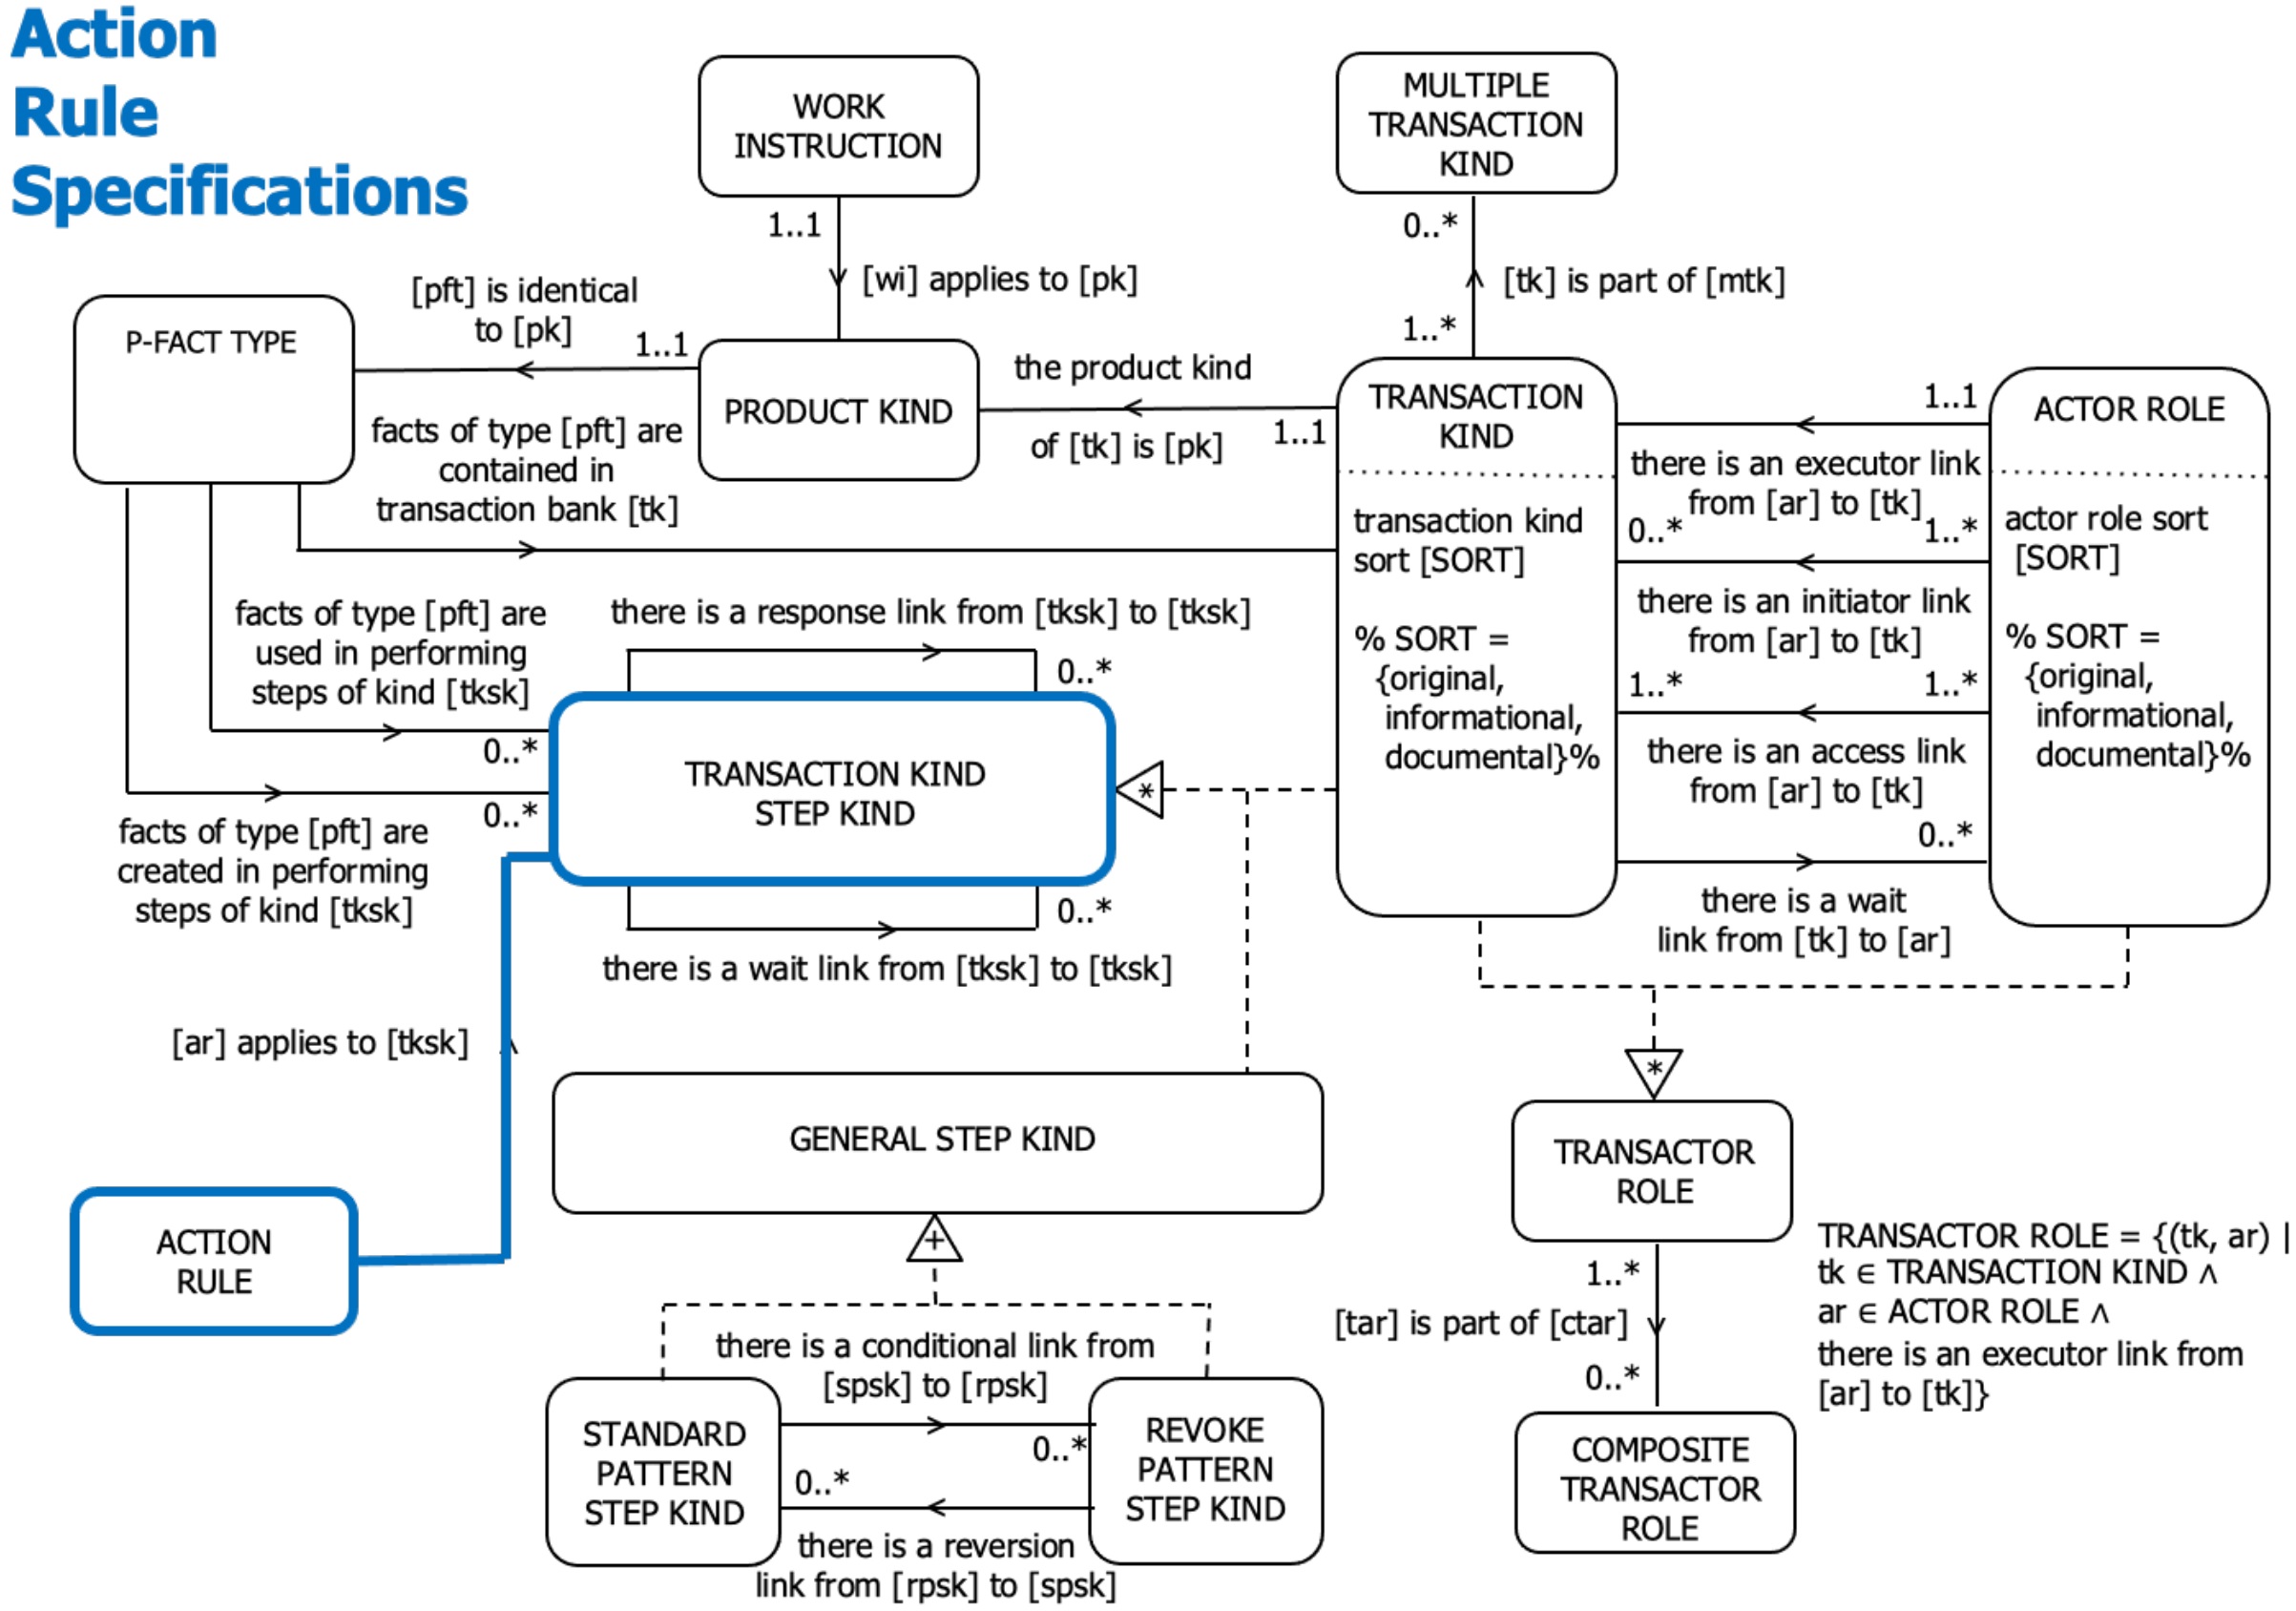 Action
Rule
Specifications
WORK
INSTRUCTION
MULTIPLE
TRANSACTION
KIND
1..1
[wi] applies to [pk]
0..*
[tk] is part of [mtk]
1..*
P-FACT TYPE
[pft] is identical
to [pk]
1..1
PRODUCT KIND
the product kind
of [tk] is [pk]
1..1
TRANSACTION
KIND
transaction kind
sort [SORT]
% SORT =
{original,
informational,
documental}%
1..1
there is an executor link
from [ar] to [tk]
0..*
1..*
there is an initiator link
from [ar] to [tk]
1..*
1..*
there is an access link
from [ar] to [tk]
0..*
there is a wait
link from [tk] to [ar]
ACTOR ROLE
actor role sort
[SORT]
% SORT =
{original,
informational,
documental}%
facts of type [pft] are
contained in
transaction bank [tk]
facts of type [pft] are
used in performing
steps of kind [tksk]
0..*
there is a response link from [tksk] to [tksk]
0..*
TRANSACTION KIND
STEP KIND
*
0..*
facts of type [pft] are
created in performing
steps of kind [tksk]
0..*
there is a wait link from [tksk] to [tksk]
[ar] applies to [tksk]
GENERAL STEP KIND
ACTION
RULE
+
there is a conditional link from
[spsk] to [rpsk]
STANDARD
PATTERN
STEP KIND
0..*
0..*
REVOKE
PATTERN
STEP KIND
there is a reversion
link from [rpsk] to [spsk]
*
TRANSACTOR
ROLE
1..*
[tar] is part of [ctar]
0..*
COMPOSITE
TRANSACTOR
ROLE
TRANSACTOR ROLE = {(tk, ar) |
tk ∈ TRANSACTION KIND ∧
ar ∈ ACTOR ROLE ∧
there is an executor link from
[ar] to [tk]}